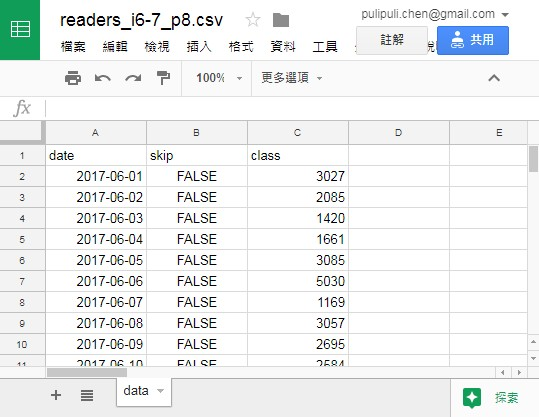 readers_i6-7_p8.csv
pulipuli.chen@gmail.com
檔案 編輯 檢視 插入 格式 資料 工具
註解
共用
100% 更多選項
fx
A B C D E
1 date skip class
2 2017-06-01 FALSE 3027
3 2017-06-02 FALSE 2085
4 2017-06-03 FALSE 1420
5 2017-06-04 FALSE 1661
6 2017-06-05 FALSE 3085
7 2017-06-06 FALSE 5030
8 2017-06-07 FALSE 1169
9 2017-06-08 FALSE 3057
10 2017-06-09 FALSE 2695
11 2017-06-10 FALSE 2584
data
探索